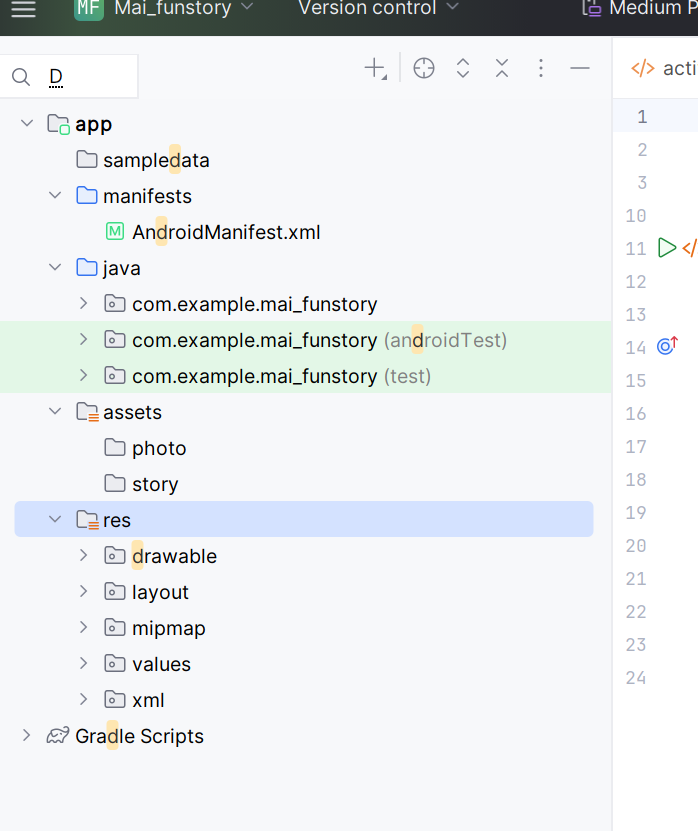 MF Mai_funstory Version control Medium P
D
acti
app
sampledata
manifests
M AndroidManifest.xml
java
com.example.mai_funstory
com.example.mai_funstory (androidTest)
com.example.mai_funstory (test)
assets
photo
story
res
drawable
layout
mipmap
values
xml
Gradle Scripts
1
2
3
10
11
12
13
14
15
16
17
18
19
20
21
22
23
24